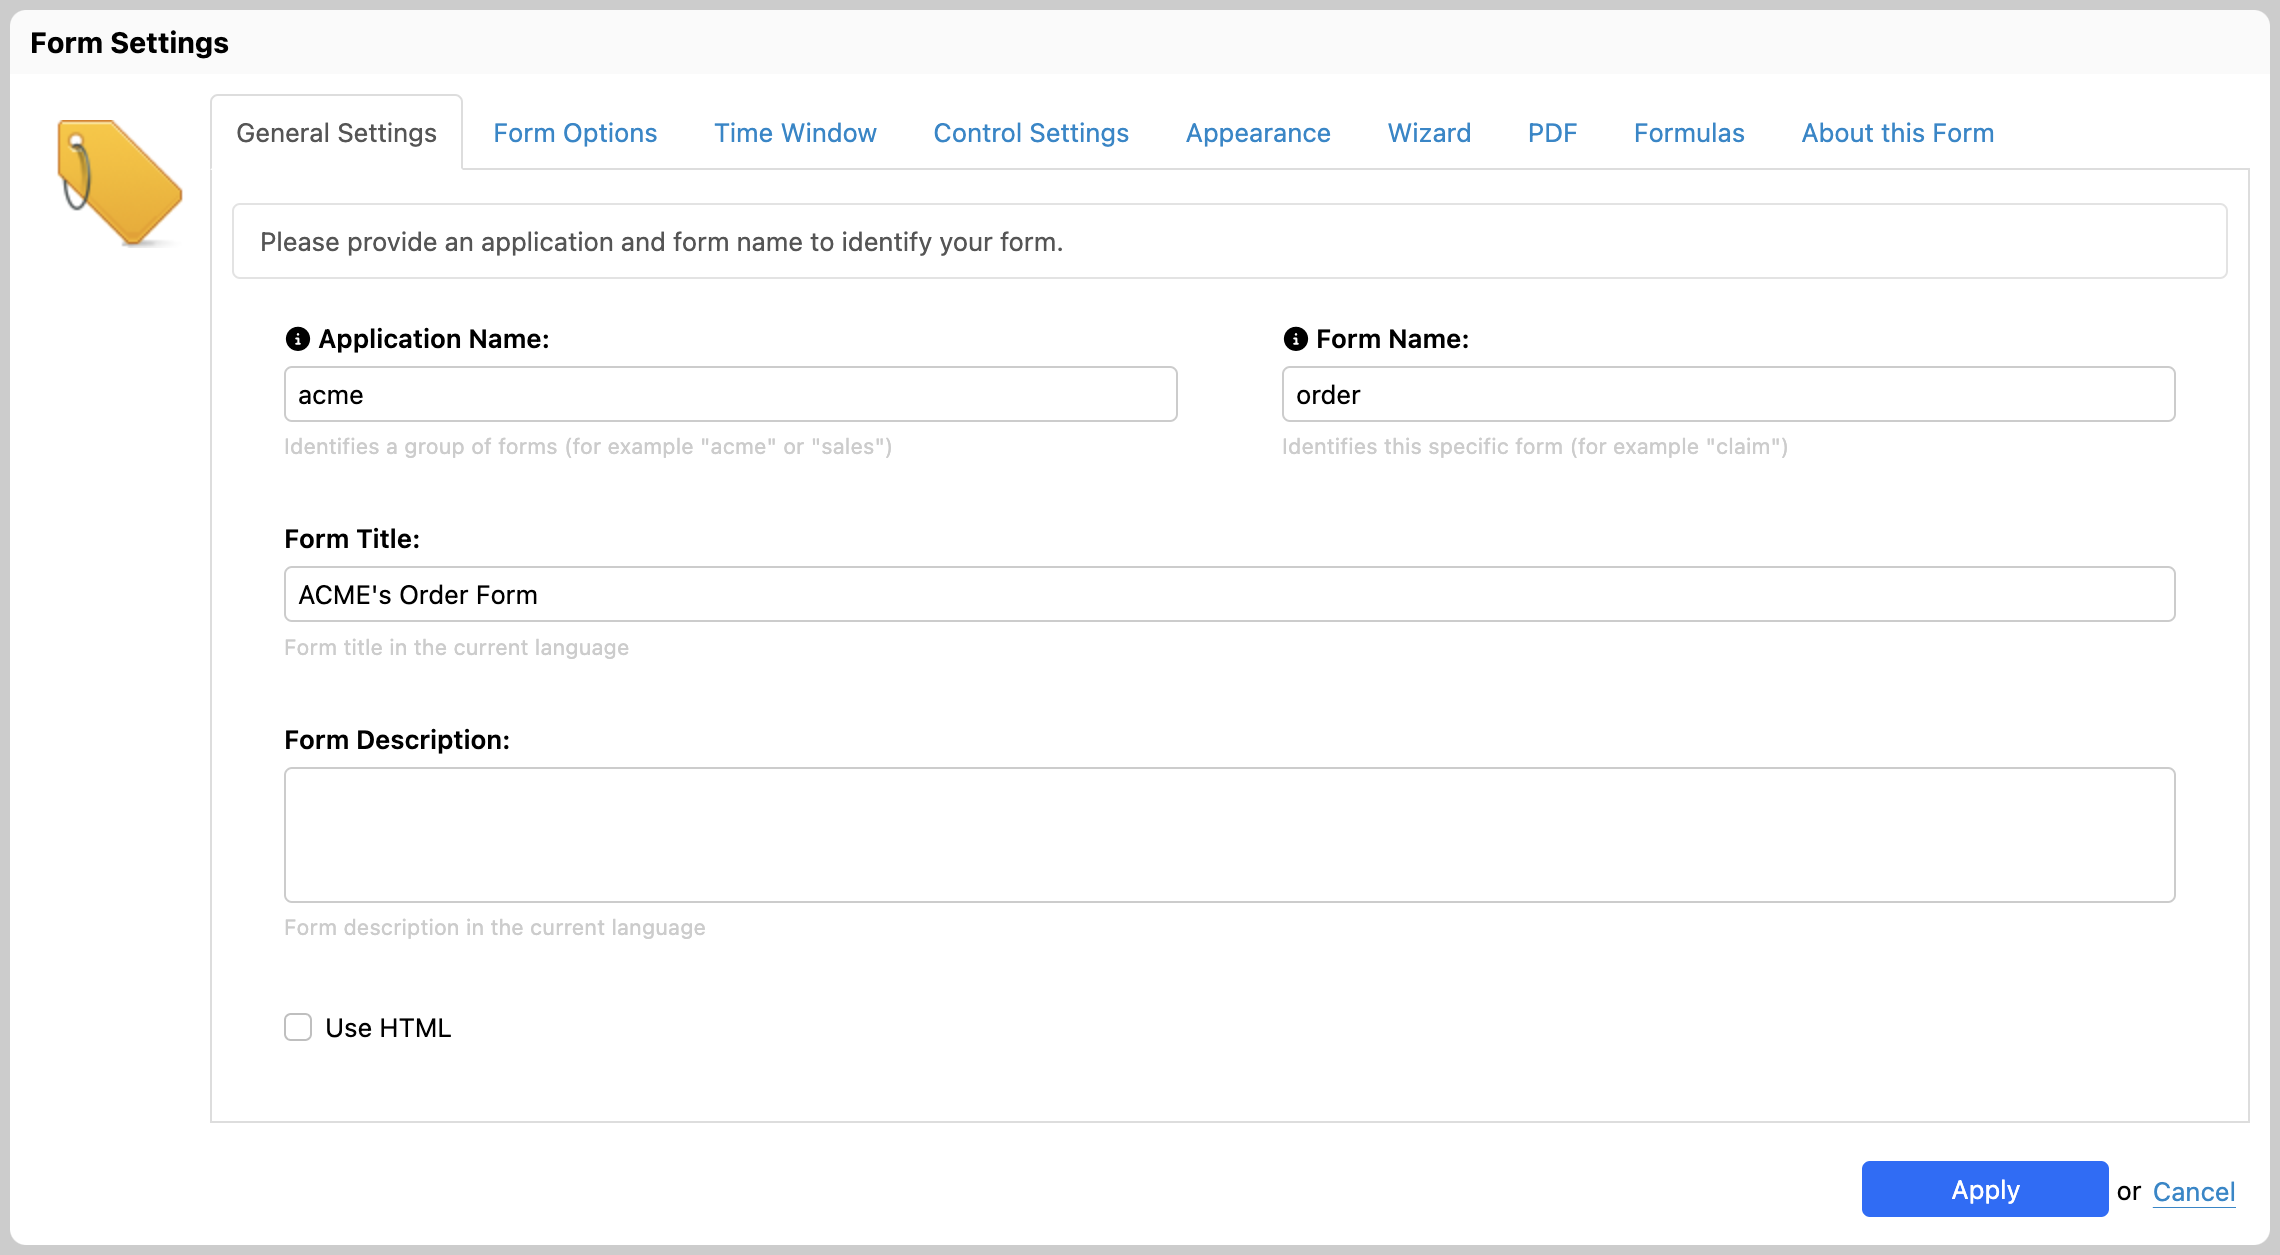 Form Settings
General Settings Form Options Time Window Control Settings Appearance Wizard PDF Formulas About this Form
Please provide an application and form name to identify your form.
Application Name: Form Name:
acme order
Identifies a group of forms (for example "acme" or "sales") Identifies this specific form (for example "claim")
Form Title:
ACME's Order Form
Form title in the current language
Form Description:
Form description in the current language
Use HTML
Apply or Cancel